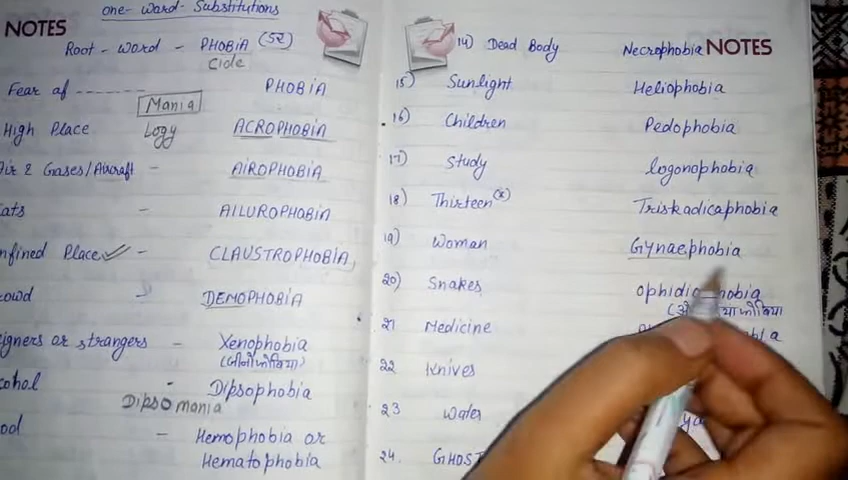 One-Word-Substitutions
NOTES
Root-Word - PHOBIA (डर)
Cide
Fear of -------- PHOBIA
Mania
High Place Logy ACROPHOBIA
Air & Gases/Aircraft - AIROPHOBIA
ats - AILUROPHOBIA
nfined Place - CLAUSTROPHOBIA
rowd DEMOPHOBIA
igners or strangers - Xenophobia
(जीनोफोबिया)
cohol - Dipsophobia
Dipsomania
ood - Hemophobia or
Hematophobia
14) Dead Body Necrophobia NOTES
15) Sunlight Heliophobia
16) Children Pedophobia
17) Study Logonophobia
18) Thirteen (*) Triskadicaphobia
19) Woman Gynaephobia
20) Snakes
21 Medicine
22 Knives
23 Water
24. GHOST